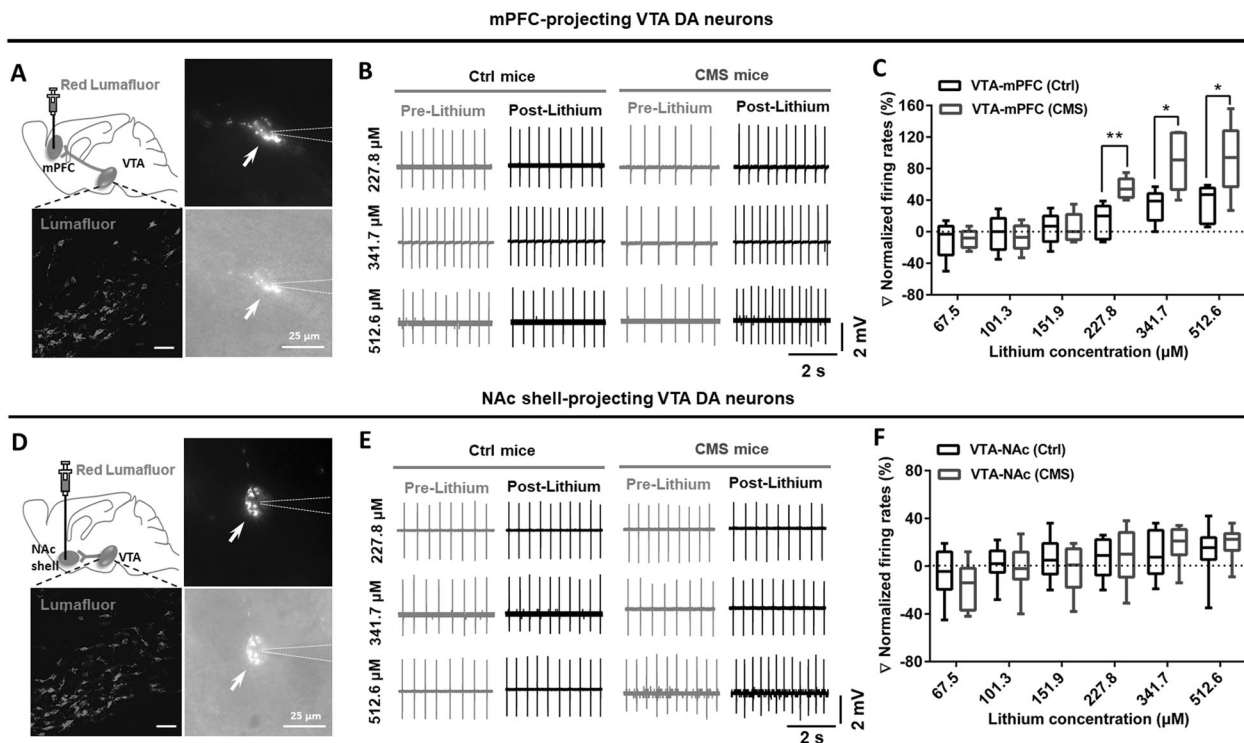 mPFC-projecting VTA DA neurons
A
Red Lumafluor
mPFC
VTA
Lumafluor
25 μm
B
Ctrl mice
CMS mice
Pre-Lithium
Post-Lithium
Pre-Lithium
Post-Lithium
227.8 μM
341.7 μM
512.6 μM
2 mV
2 s
C
VTA-mPFC (Ctrl)
VTA-mPFC (CMS)
∇ Normalized firing rates (%)
160
120
80
40
0
-40
-80
**
*
*
67.5
101.3
151.9
227.8
341.7
512.6
Lithium concentration (μM)
NAc shell-projecting VTA DA neurons
D
Red Lumafluor
NAc
shell
VTA
Lumafluor
25 μm
E
Ctrl mice
CMS mice
Pre-Lithium
Post-Lithium
Pre-Lithium
Post-Lithium
227.8 μM
341.7 μM
512.6 μM
2 mV
2 s
F
VTA-NAc (Ctrl)
VTA-NAc (CMS)
∇ Normalized firing rates (%)
80
40
0
-40
-80
67.5
101.3
151.9
227.8
341.7
512.6
Lithium concentration (μM)